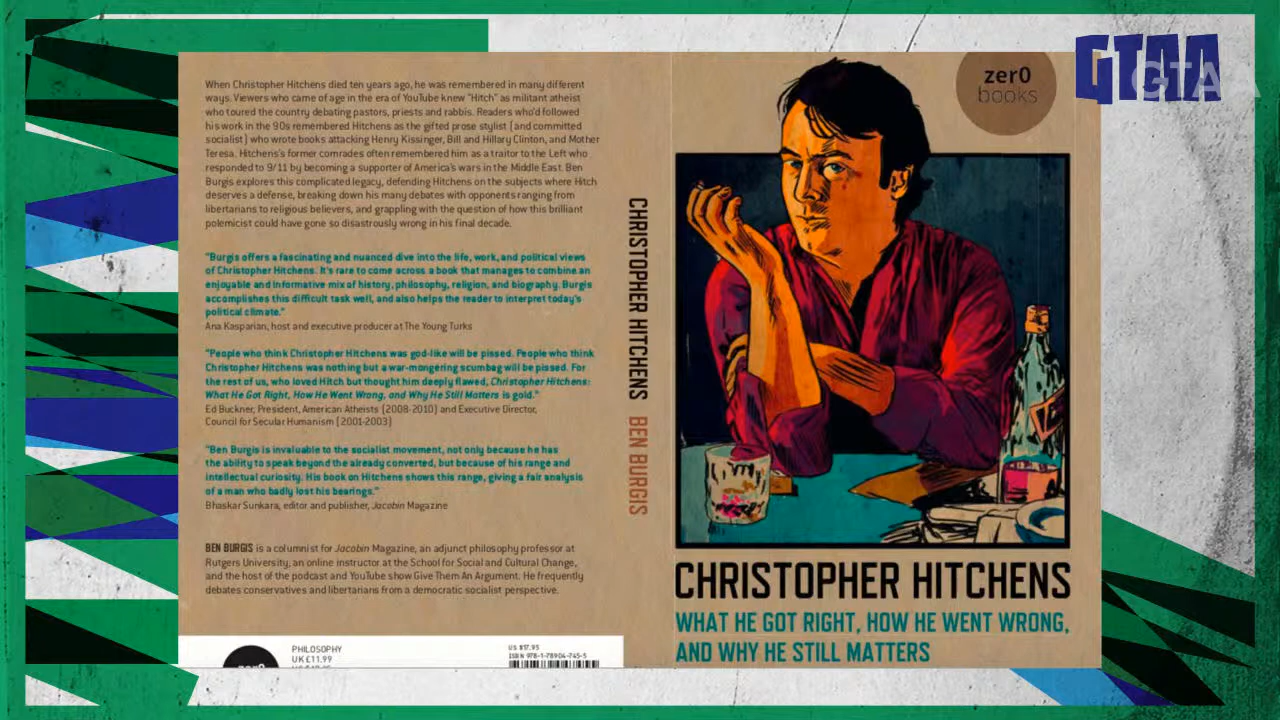 When Christopher Hitchens died ten years ago, he was remembered in many different
ways. Viewers who came of age in the era of YouTube knew "Hitch" as militant atheist
who toured the country debating pastors, priests and rabbis. Readers who'd followed
his work in the 90s remembered Hitchens as the gifted prose stylist (and committed
socialist) who wrote books attacking Henry Kissinger, Bill and Hillary Clinton, and Mother
Teresa. Hitchens's former comrades often remembered him as a traitor to the Left who
responded to 9/11 by becoming a supporter of America's wars in the Middle East. Ben
Burgis explores this complicated legacy, defending Hitchens on the subjects where Hitch
deserves a defense, breaking down his many debates with opponents ranging from
libertarians to religious believers, and grappling with the question of how this brilliant
polemicist could have gone so disastrously wrong in his final decade.
"Burgis offers a fascinating and nuanced dive into the life, work, and political views
of Christopher Hitchens. It's rare to come across a book that manages to combine an
enjoyable and informative mix of history, philosophy, religion, and biography. Burgis
accomplishes this difficult task well, and also helps the reader to interpret today's
political climate."
Ana Kasparian, host and executive producer at The Young Turks
"People who think Christopher Hitchens was god-like will be pissed. People who think
Christopher Hitchens was nothing but a war-mongering scumbag will be pissed. For
the rest of us, who loved Hitch but thought him deeply flawed, Christopher Hitchens:
What He Got Right, How He Went Wrong, and Why He Still Matters is gold."
Ed Buckner, President, American Atheists (2008-2010) and Executive Director,
Council for Secular Humanism (2001-2003)
"Ben Burgis is invaluable to the socialist movement, not only because he has
the ability to speak beyond the already converted, but because of his range and
intellectual curiosity. His book on Hitchens shows this range, giving a fair analysis
of a man who badly lost his bearings."
Bhaskar Sunkara, editor and publisher, Jacobin Magazine
BEN BURGIS is a columnist for Jacobin Magazine, an adjunct philosophy professor at
Rutgers University, an online instructor at the School for Social and Cultural Change,
and the host of the podcast and YouTube show Give Them An Argument. He frequently
debates conservatives and libertarians from a democratic socialist perspective.
PHILOSOPHY
UK £11.99
US $17.95
ISBN 978-1-78904-745-5
CHRISTOPHER HITCHENS BEN BURGIS
zer0
books
CHRISTOPHER HITCHENS
WHAT HE GOT RIGHT, HOW HE WENT WRONG,
AND WHY HE STILL MATTERS
GTAA
GTAA